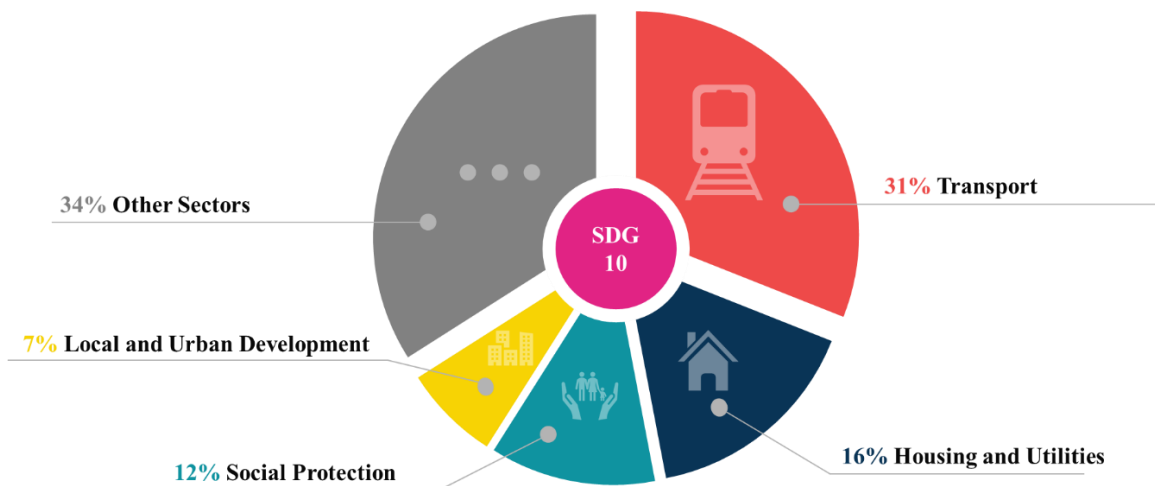 SDG
10
31% Transport
34% Other Sectors
7% Local and Urban Development
16% Housing and Utilities
12% Social Protection